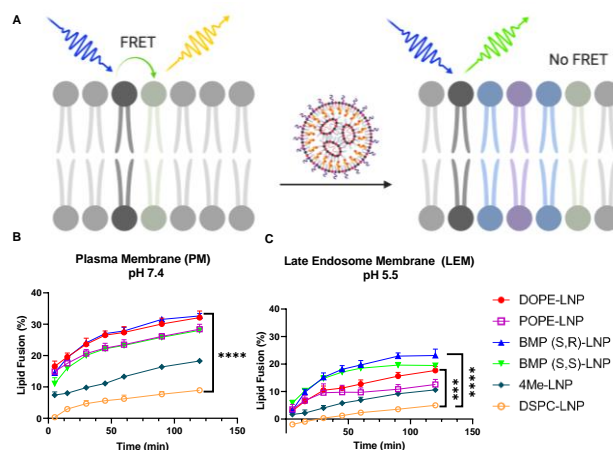 A
FRET
No FRET
B
Plasma Membrane (PM)
pH 7.4
Lipid Fusion (%)
40
30
20
10
0
0
50
100
150
Time (min)
****
C
Late Endosome Membrane (LEM)
pH 5.5
Lipid Fusion (%)
40
30
20
10
0
0
50
100
150
Time (min)
***
****
DOPE-LNP
POPE-LNP
BMP (S,R)-LNP
BMP (S,S)-LNP
4Me-LNP
DSPC-LNP